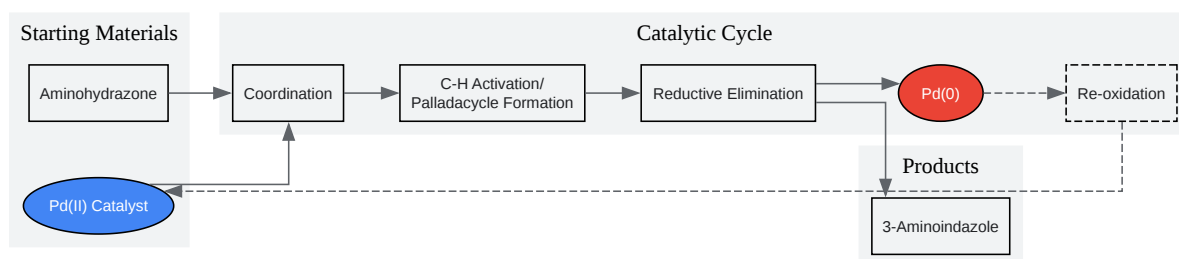 Starting Materials
Catalytic Cycle
Aminohydrazone
Coordination
C-H Activation/
Palladacycle Formation
Reductive Elimination
Pd(0)
Re-oxidation
Products
Pd(II) Catalyst
3-Aminoindazole